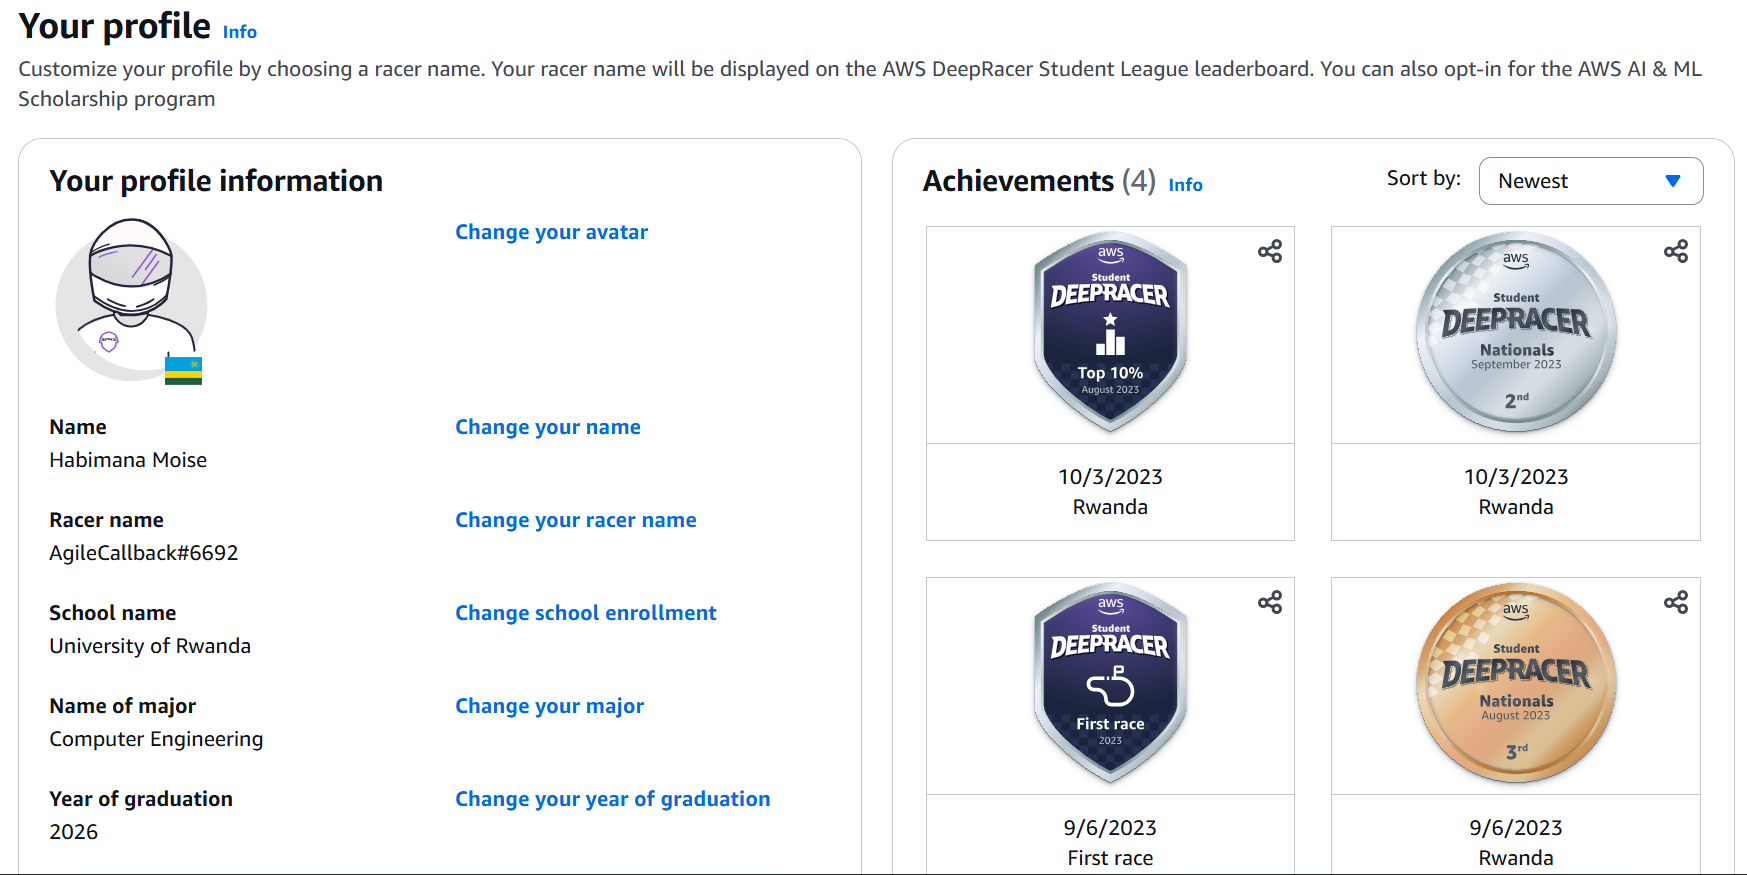 Your profile Info
Customize your profile by choosing a racer name. Your racer name will be displayed on the AWS DeepRacer Student League leaderboard. You can also opt-in for the AWS AI & ML
Scholarship program
Your profile information
Change your avatar
Name
Change your name
Habimana Moise
Racer name
Change your racer name
AgileCallback#6692
School name
Change school enrollment
University of Rwanda
Name of major
Change your major
Computer Engineering
Year of graduation
Change your year of graduation
2026
Achievements (4) Info
Sort by:
Newest
aws
Student
DEEPRACER
Top 10%
August 2023
10/3/2023
Rwanda
aws
Student
DEEPRACER
Nationals
September 2023
2nd
10/3/2023
Rwanda
aws
Student
DEEPRACER
First race
2023
9/6/2023
First race
aws
Student
DEEPRACER
Nationals
August 2023
3rd
9/6/2023
Rwanda